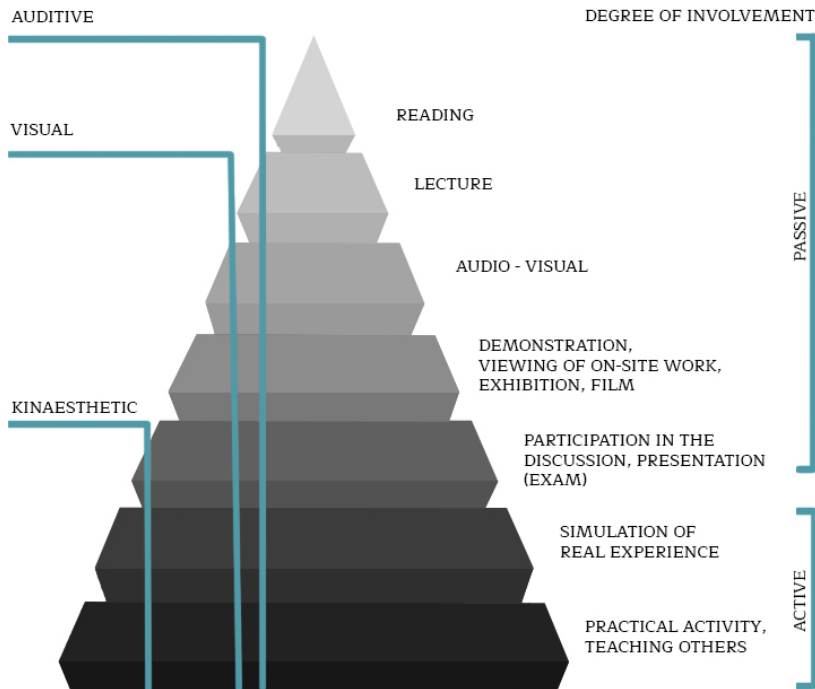 AUDITIVE
DEGREE OF INVOLVEMENT
READING
VISUAL
LECTURE
PASSIVE
AUDIO - VISUAL
DEMONSTRATION,
VIEWING OF ON-SITE WORK,
EXHIBITION, FILM
KINAESTHETIC
PARTICIPATION IN THE
DISCUSSION, PRESENTATION
(EXAM)
SIMULATION OF
REAL EXPERIENCE
ACTIVE
PRACTICAL ACTIVITY,
TEACHING OTHERS